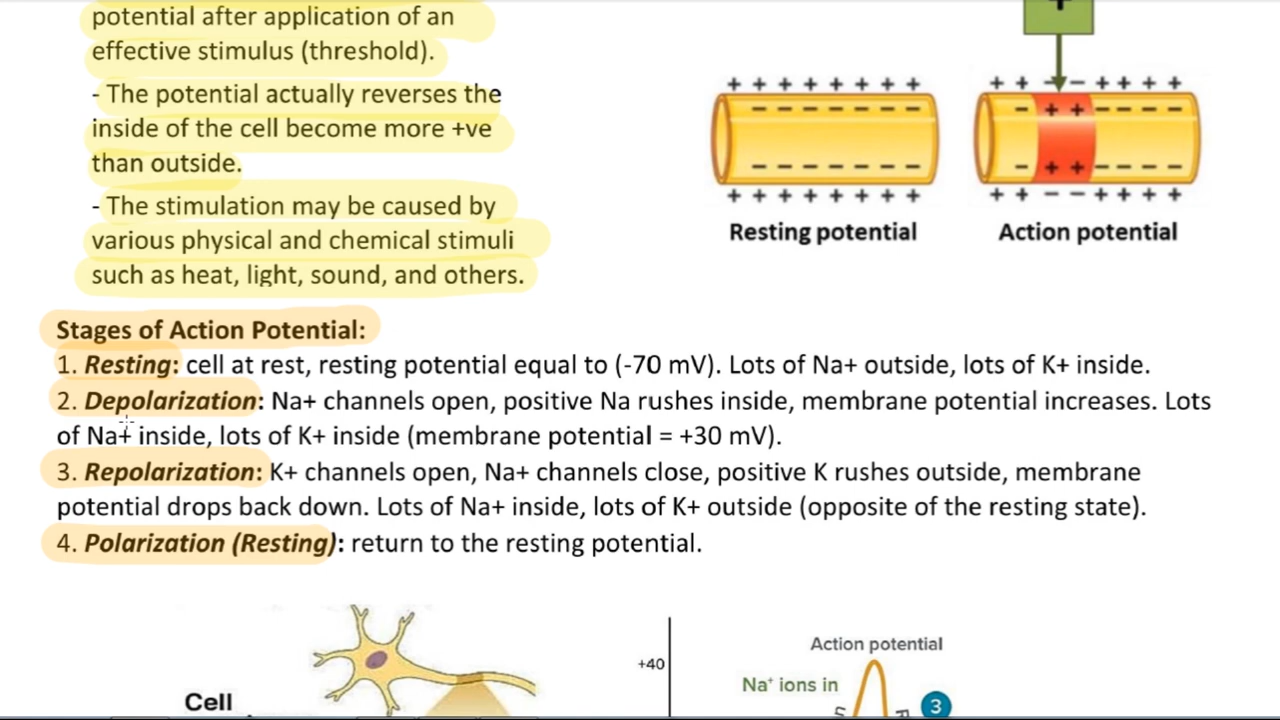 potential after application of an
effective stimulus (threshold).
- The potential actually reverses the
inside of the cell become more +ve
than outside.
- The stimulation may be caused by
various physical and chemical stimuli
such as heat, light, sound, and others.
+
+ + + + + + + +
− − − − − − −
− − − − − − −
+ + + + + + + +
Resting potential
+ + − − + + + +
− + + − − − −
− + + − − − −
+ + − − + + + +
Action potential
Stages of Action Potential:
1. Resting: cell at rest, resting potential equal to (-70 mV). Lots of Na+ outside, lots of K+ inside.
2. Depolarization: Na+ channels open, positive Na rushes inside, membrane potential increases. Lots
of Na+ inside, lots of K+ inside (membrane potential = +30 mV).
3. Repolarization: K+ channels open, Na+ channels close, positive K rushes outside, membrane
potential drops back down. Lots of Na+ inside, lots of K+ outside (opposite of the resting state).
4. Polarization (Resting): return to the resting potential.
Cell
+40
Action potential
Na⁺ ions in
3